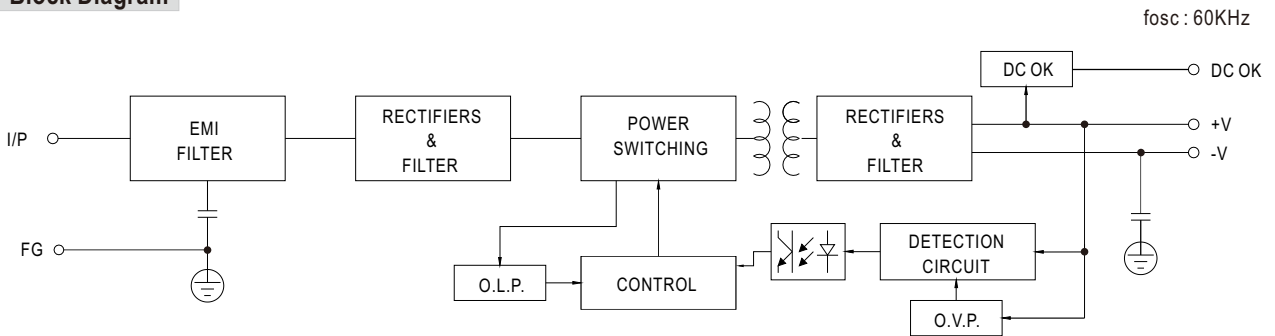 Block Diagram
fosc : 60KHz
DC OK
DC OK
I/P
EMI
FILTER
RECTIFIERS
&
FILTER
POWER
SWITCHING
RECTIFIERS
&
FILTER
+V
-V
FG
O.L.P.
CONTROL
DETECTION
CIRCUIT
O.V.P.